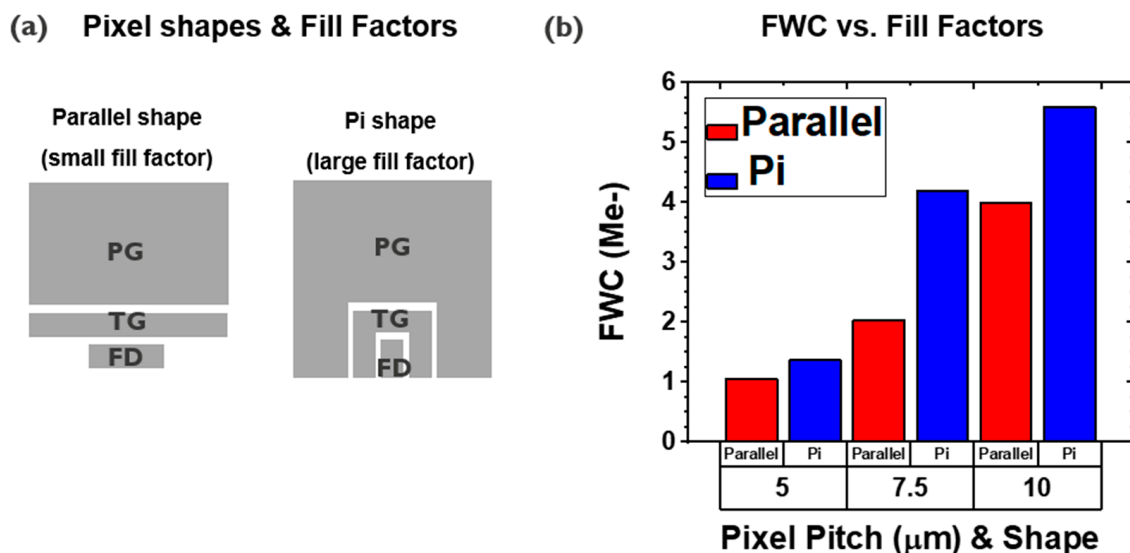 (a) Pixel shapes & Fill Factors
Parallel shape
(small fill factor)
PG
TG
FD
Pi shape
(large fill factor)
PG
TG
FD
(b) FWC vs. Fill Factors
FWC (Me-)
6
5
4
3
2
1
0
Parallel
Pi
Parallel Pi Parallel Pi Parallel Pi
5 7.5 10
Pixel Pitch (μm) & Shape